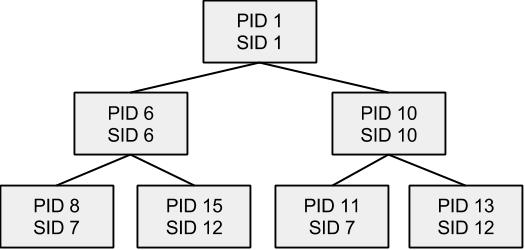 PID 1
SID 1
PID 6
SID 6
PID 10
SID 10
PID 8
SID 7
PID 15
SID 12
PID 11
SID 7
PID 13
SID 12